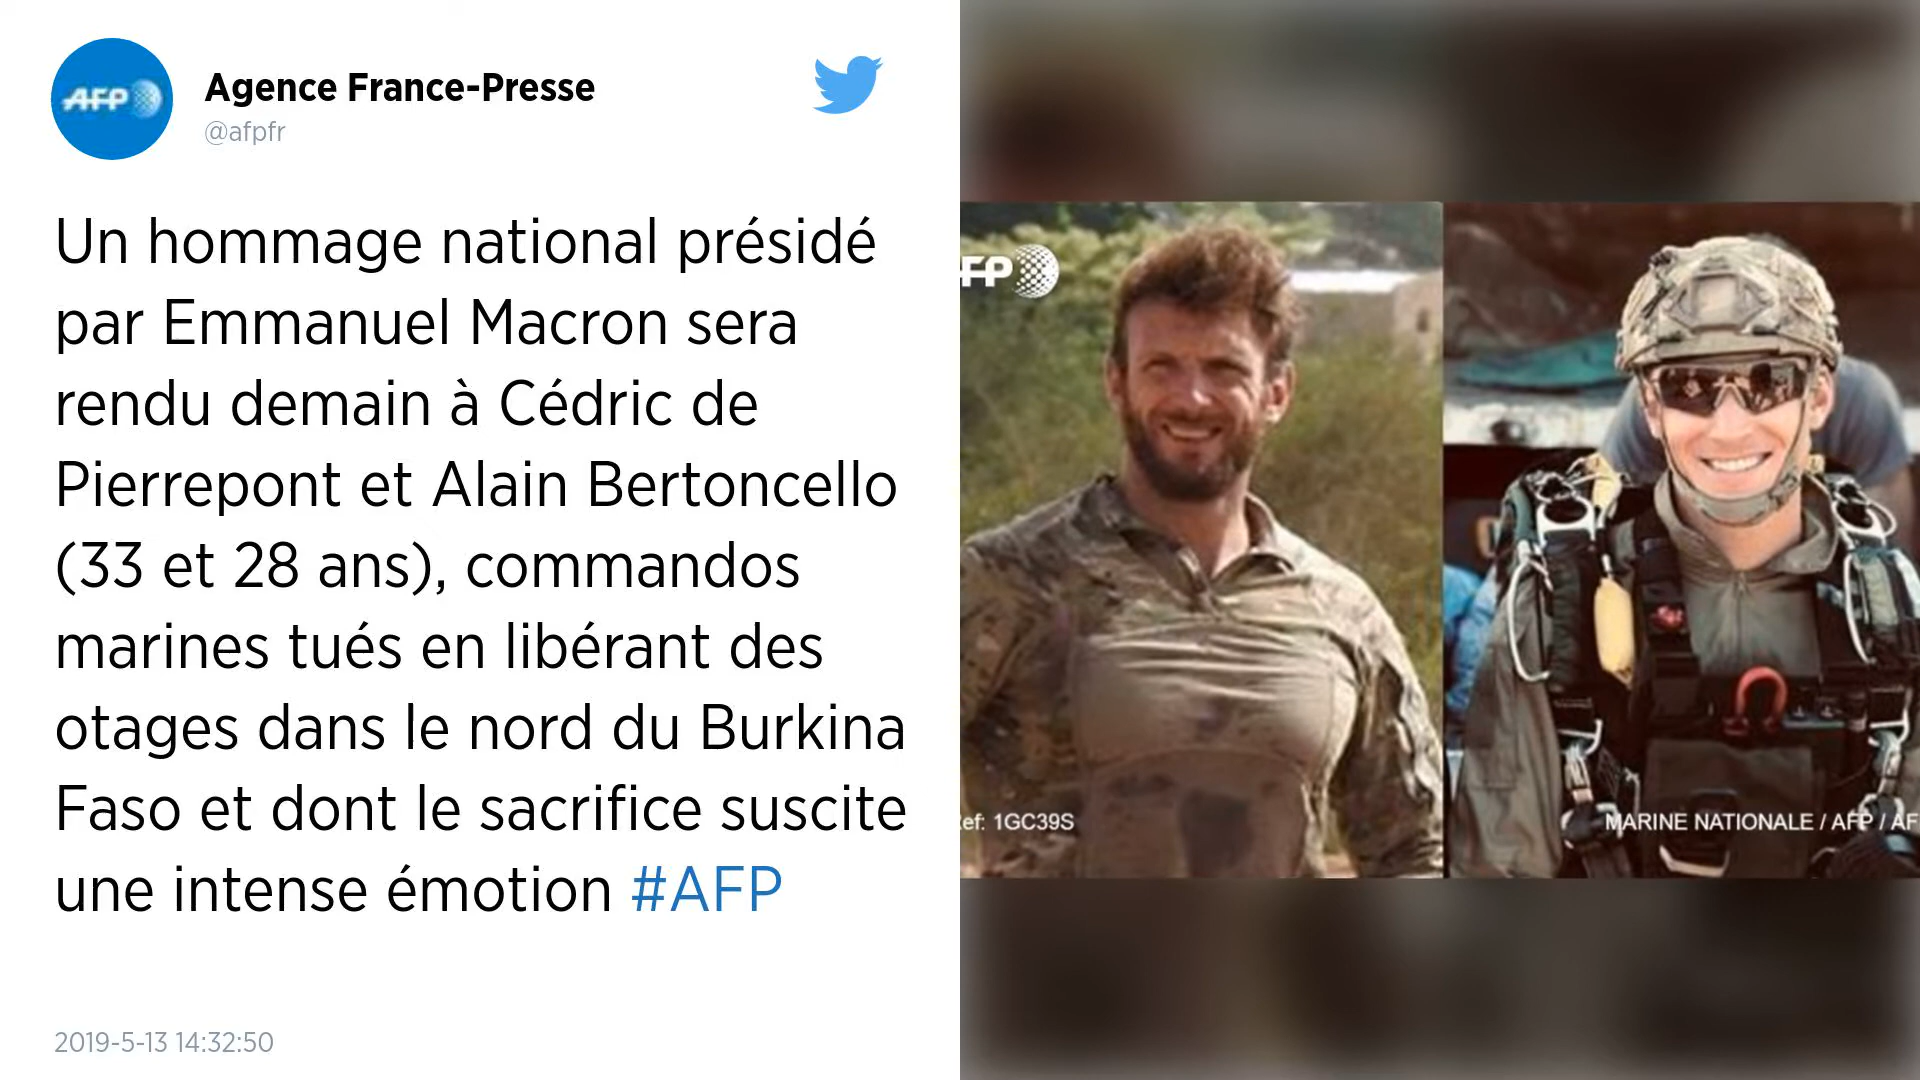 AFP
Agence France-Presse
@afpfr
Un hommage national présidé
par Emmanuel Macron sera
rendu demain à Cédric de
Pierrepont et Alain Bertoncello
(33 et 28 ans), commandos
marines tués en libérant des
otages dans le nord du Burkina
Faso et dont le sacrifice suscite
une intense émotion #AFP
2019-5-13 14:32:50
FP
ef: 1GC39S
MARINE NATIONALE / AFP / AF